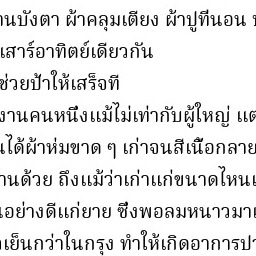 านบังตา ผ้าคลุมเตียง ผ้าปูที่นอน
เสาร์อาทิตย์เดียวกัน
ช่วยป้าให้เสร็จที
งานคนหนึ่งแม้ไม่เท่ากับผู้ใหญ่ แต
นได้ผ้าห่มขาด ๆ เก่าจนสีเนื้อกลาย
านด้วย ถึงแม้ว่าเก่าแก่ขนาดไหน
อย่างดีแก่ยาย ซึ่งพอลมหนาวมา
เย็นกว่าในกรุง ทำให้เกิดอาการปว